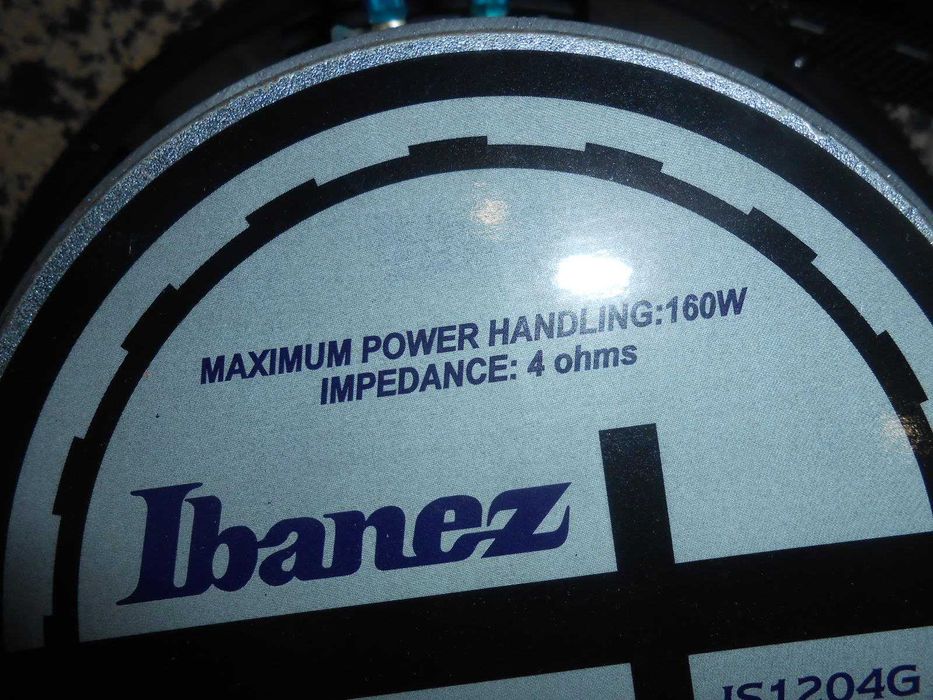 MAXIMUM POWER HANDLING:160W
IMPEDANCE: 4 ohms
Ibanez
IS1204G